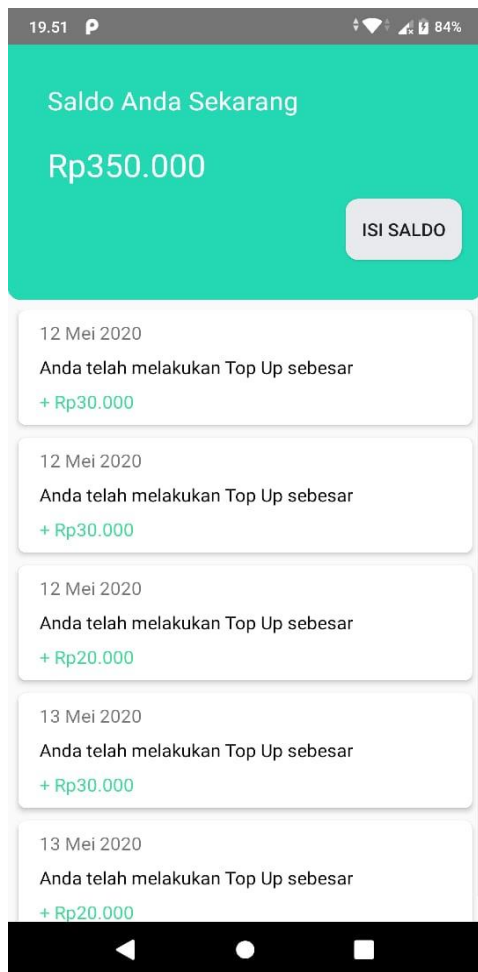 19.51 P 84%
Saldo Anda Sekarang
Rp350.000
ISI SALDO
12 Mei 2020
Anda telah melakukan Top Up sebesar
+ Rp30.000
12 Mei 2020
Anda telah melakukan Top Up sebesar
+ Rp30.000
12 Mei 2020
Anda telah melakukan Top Up sebesar
+ Rp20.000
13 Mei 2020
Anda telah melakukan Top Up sebesar
+ Rp30.000
13 Mei 2020
Anda telah melakukan Top Up sebesar
+ Rp20.000